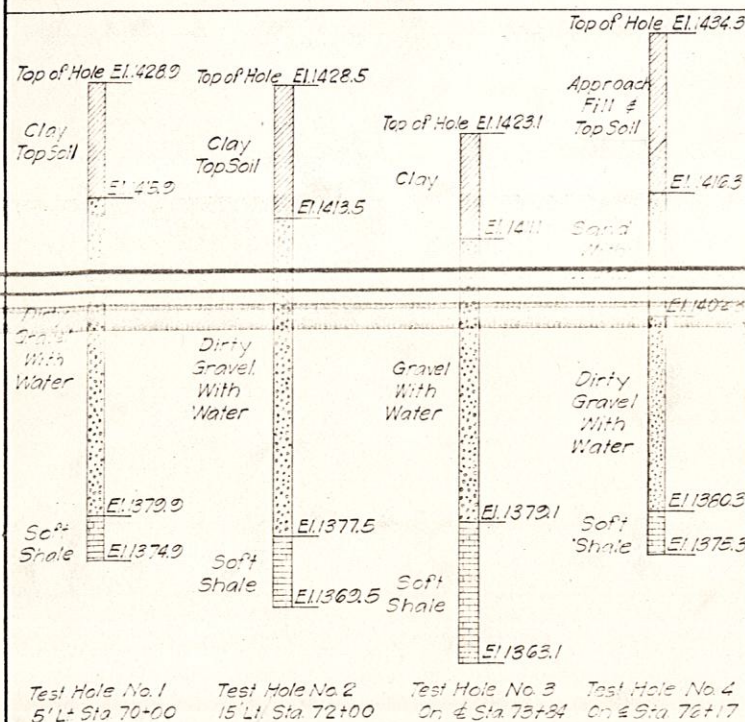 Top of Hole El.1428.9
Clay
Top Soil
El.1415.9
With
Water
El.1379.9
Soft
Shale
El.1374.9
Test Hole No. 1
5' Lt Sta 70+00
Top of Hole El.1428.5
Clay
Top Soil
El.1413.5
Dirty
Gravel
With
Water
El.1377.5
Soft
Shale
El.1369.5
Test Hole No. 2
15' Lt. Sta. 72+00
Top of Hole El.1423.1
Clay
Gravel
With
Water
El.1379.1
Soft
Shale
El.1363.1
Test Hole No. 3
On ℄ Sta. 73+84
Top of Hole El.1434.3
Approach
Fill &
Top Soil
El.1416.3
Sand
With
Dirty
Gravel
With
Water
El.1380.3
Soft
Shale
El.1375.3
Test Hole No. 4
On ℄ Sta. 76+17